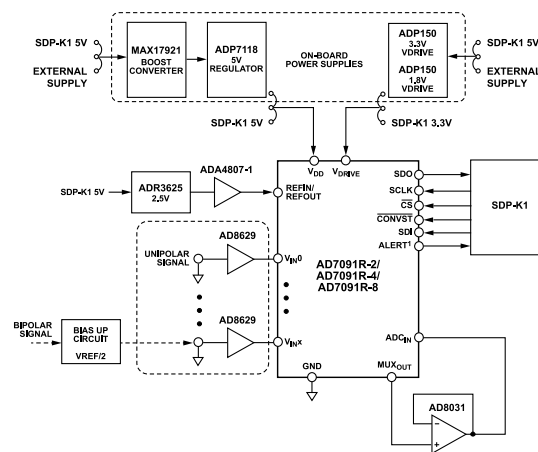 SDP-K1 5V
EXTERNAL
SUPPLY
MAX17921
BOOST
CONVERTER
ADP7118
5V
REGULATOR
ON-BOARD
POWER SUPPLIES
ADP150
3.3V
VDRIVE
ADP150
1.8V
VDRIVE
SDP-K1 5V
EXTERNAL
SUPPLY
SDP-K1 5V
SDP-K1 3.3V
VDD
VDRIVE
SDP-K1 5V
ADR3625
2.5V
ADA4807-1
REFIN/
REFOUT
SDO
SCLK
CS
CONVST
SDI
ALERT1
SDP-K1
AD7091R-2/
AD7091R-4/
AD7091R-8
UNIPOLAR
SIGNAL
AD8629
VIN0
BIPOLAR
SIGNAL
BIAS UP
CIRCUIT
VREF/2
AD8629
VINX
ADCIN
GND
MUXOUT
AD8031
−
+